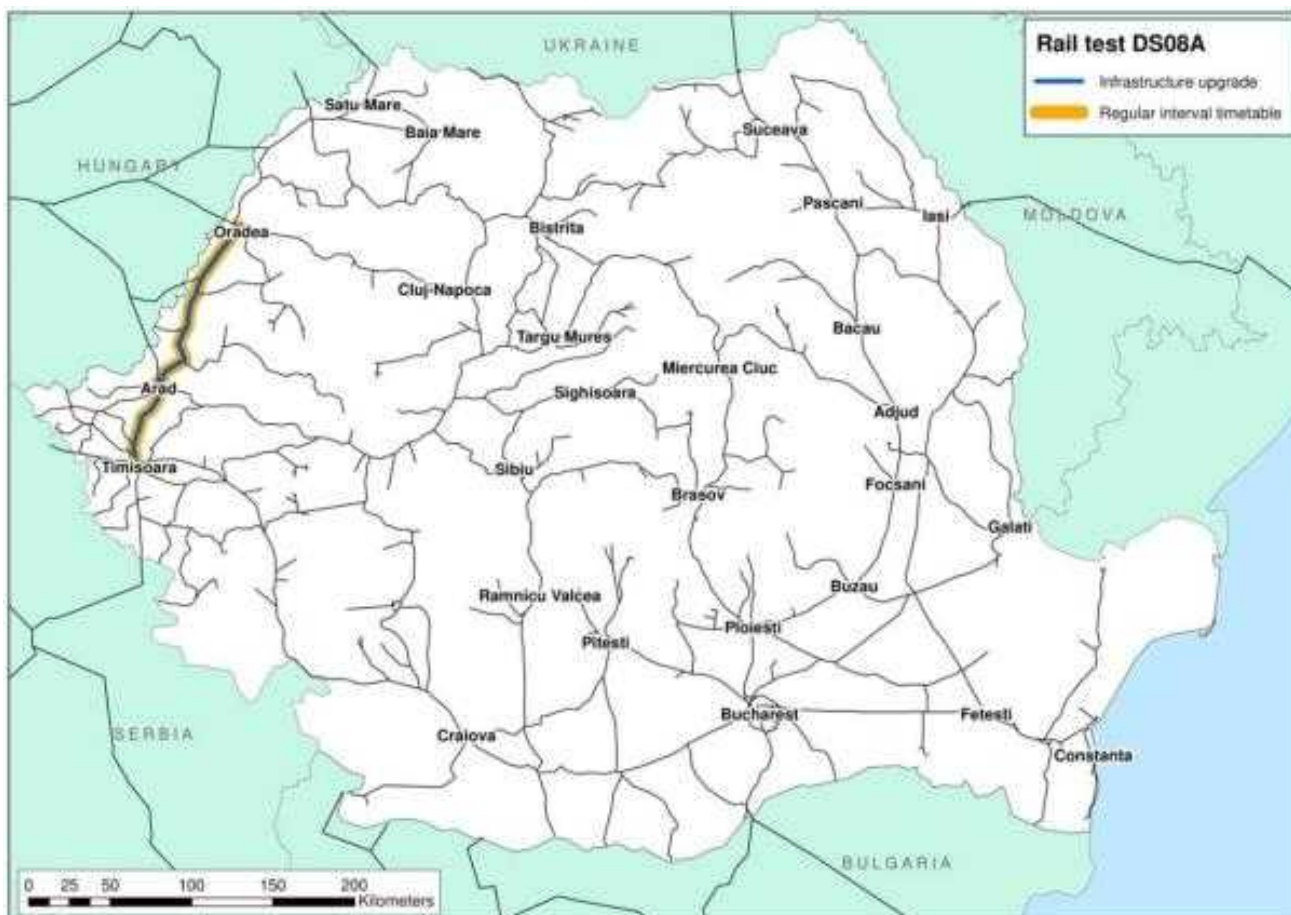 UKRAINE
Rail test DS08A
Infrastructure upgrade
Regular interval timetable
Satu Mare
Baia Mare
Suceava
HUNGARY
Pascani
Iasi
MOLDOVA
Oradea
Bistrita
Cluj-Napoca
Targu Mures
Bacau
Miercurea Ciuc
Arad
Sighisoara
Adjud
Timisoara
Sibiu
Brasov
Focsani
Galati
Ramnicu Valcea
Buzau
Pitesti
Ploiesti
SERBIA
Craiova
Bucharest
Fetesti
Constanta
BULGARIA
0 25 50 100 150 200
Kilometers